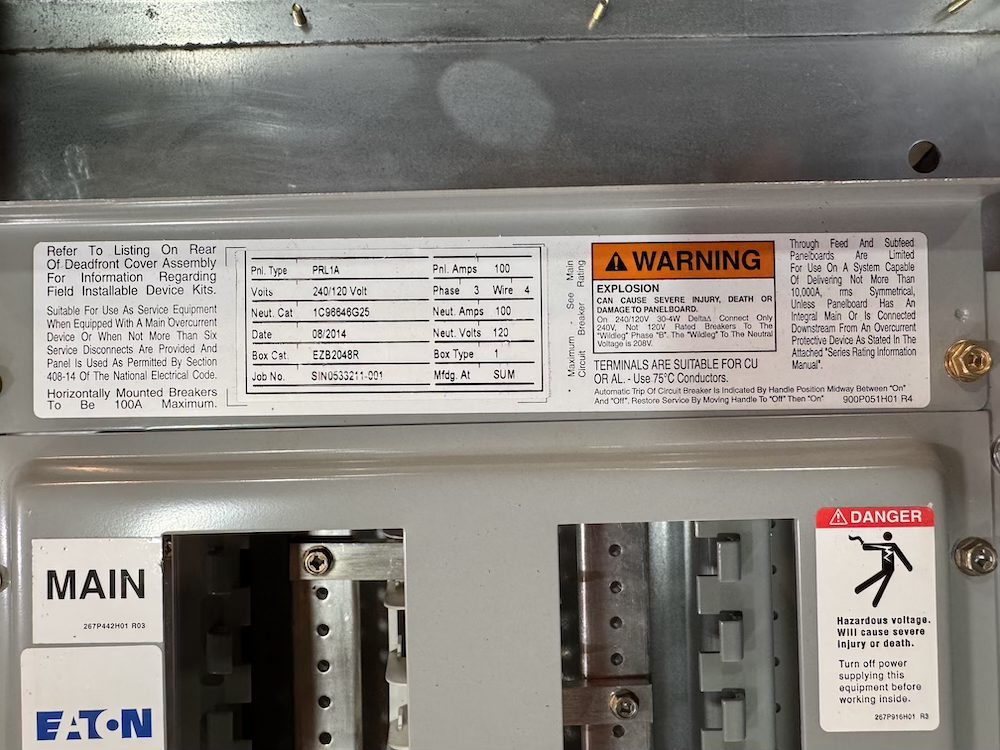 Refer To Listing On Rear
Of Deadfront Cover Assembly
For Information Regarding
Field Installable Device Kits.
Suitable For Use As Service Equipment
When Equipped With A Main Overcurrent
Device Or When Not More Than Six
Service Disconnects Are Provided And
Panel Is Used As Permitted By Section
408-14 Of The National Electrical Code.
Horizontally Mounted Breakers
To Be 100A Maximum.
Pnl. Type PRL1A Pnl. Amps 100
Volts 240/120 Volt Phase 3 Wire 4
Neut. Cat 1C96646G25 Neut. Amps 100
Date 08/2014 Neut. Volts 120
Box Cat. EZB2048R Box Type 1
Job No. SIN0533211-001 Mfdg. At SUM
Maximum - See Main
Circuit Breaker Rating
WARNING
EXPLOSION
CAN CAUSE SEVERE INJURY, DEATH OR
DAMAGE TO PANELBOARD.
On 240/120V 30-4W Delta∆ Connect Only
240V, Not 120V Rated Breakers To The
"Wildleg" Phase "B". The "Wildleg" To The Neutral
Voltage is 208V.
TERMINALS ARE SUITABLE FOR CU
OR AL. - Use 75°C Conductors.
Automatic Trip Of Circuit Breaker Is Indicated By Handle Position Midway Between "On"
And "Off". Restore Service By Moving Handle To "Off" Then "On"
Through Feed And Subfeed
Panelboards Are Limited
For Use On A System Capable
Of Delivering Not More Than
10,000A, rms Symmetrical,
Unless Panelboard Has An
Integral Main Or Is Connected
Downstream From An Overcurrent
Protective Device As Stated In The
Attached "Series Rating Information
Manual".
900P051H01 R4
MAIN
267P442H01 R03
EATON
DANGER
Hazardous voltage.
Will cause severe
injury or death.
Turn off power
supplying this
equipment before
working inside.
267P916H01 R3